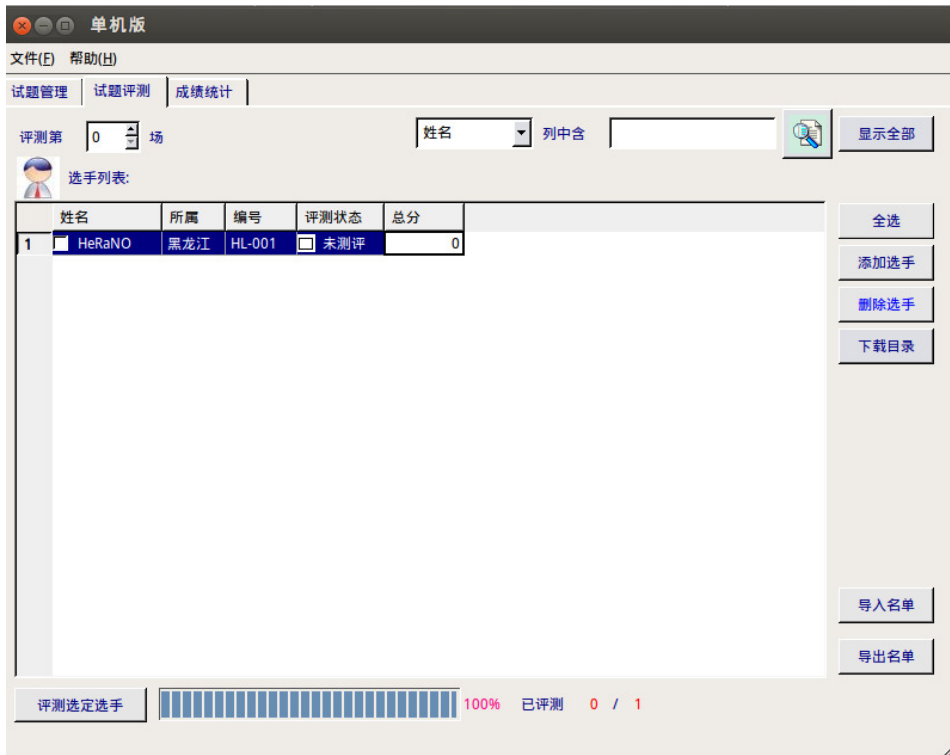 单机版
文件(F) 帮助(H)
试题管理 试题评测 成绩统计
评测第 0 场 姓名 列中含 显示全部
选手列表:
姓名 所属 编号 评测状态 总分
1 HeRaNO 黑龙江 HL-001 未测评 0
全选
添加选手
删除选手
下载目录
导入名单
导出名单
评测选定选手 100% 已评测 0 / 1